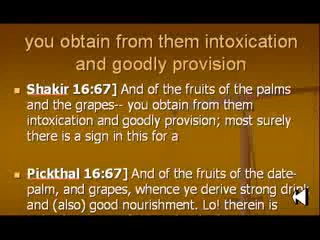 you obtain from them intoxication
and goodly provision
Shakir 16:67] And of the fruits of the palms
and the grapes-- you obtain from them
intoxication and goodly provision; most surely
there is a sign in this for a
Pickthal 16:67] And of the fruits of the date-
palm, and grapes, whence ye derive strong drink
and (also) good nourishment. Lo! therein is